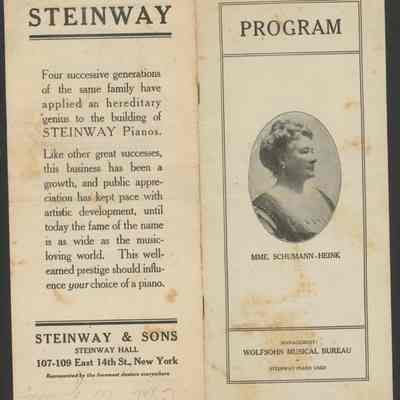 STEINWAY
Four successive generations
of the same family have
applied an hereditary
genius to the building of
STEINWAY Pianos.
Like other great successes,
this business has been a
growth, and public appre-
ciation has kept pace with
artistic development, until
today the fame of the name
is as wide as the music-
loving world. This well-
earned prestige should influ-
ence your choice of a piano.
STEINWAY & SONS
STEINWAY HALL
107-109 East 14th St., New York
Represented by the foremost dealers everywhere
PROGRAM
MME. SCHUMANN-HEINK
MANAGEMENT:
WOLFSOHN MUSICAL BUREAU
STEINWAY PIANO USED